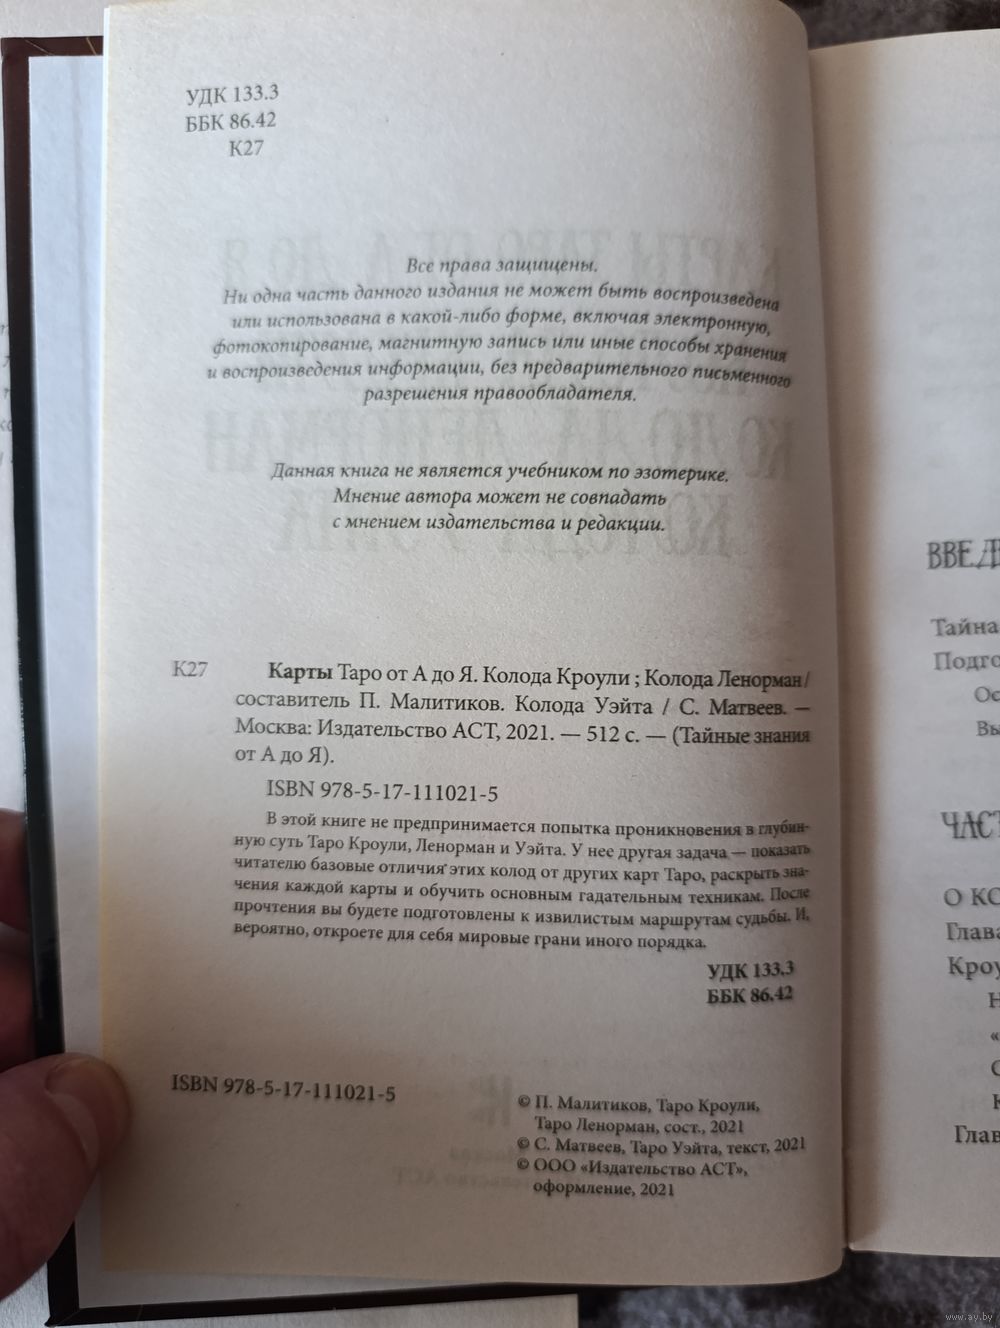 УДК 133.3
ББК 86.42
К27
Все права защищены.
Ни одна часть данного издания не может быть воспроизведена
или использована в какой-либо форме, включая электронную,
фотокопирование, магнитную запись или иные способы хранения
и воспроизведения информации, без предварительного письменного
разрешения правообладателя.
Данная книга не является учебником по эзотерике.
Мнение автора может не совпадать
с мнением издательства и редакции.
К27 Карты Таро от А до Я. Колода Кроули ; Колода Ленорман /
составитель П. Малитиков. Колода Уэйта / С. Матвеев. —
Москва: Издательство АСТ, 2021. — 512 с. — (Тайные знания
от А до Я).
ISBN 978-5-17-111021-5
В этой книге не предпринимается попытка проникновения в глубин-
ную суть Таро Кроули, Ленорман и Уэйта. У нее другая задача — показать
читателю базовые отличия этих колод от других карт Таро, раскрыть зна-
чения каждой карты и обучить основным гадательным техникам. После
прочтения вы будете подготовлены к извилистым маршрутам судьбы. И,
вероятно, откроете для себя мировые грани иного порядка.
УДК 133.3
ББК 86.42
ISBN 978-5-17-111021-5
© П. Малитиков, Таро Кроули,
Таро Ленорман, сост., 2021
© С. Матвеев, Таро Уэйта, текст, 2021
© ООО «Издательство АСТ»,
оформление, 2021
Тайна
О КО
www.ay.by